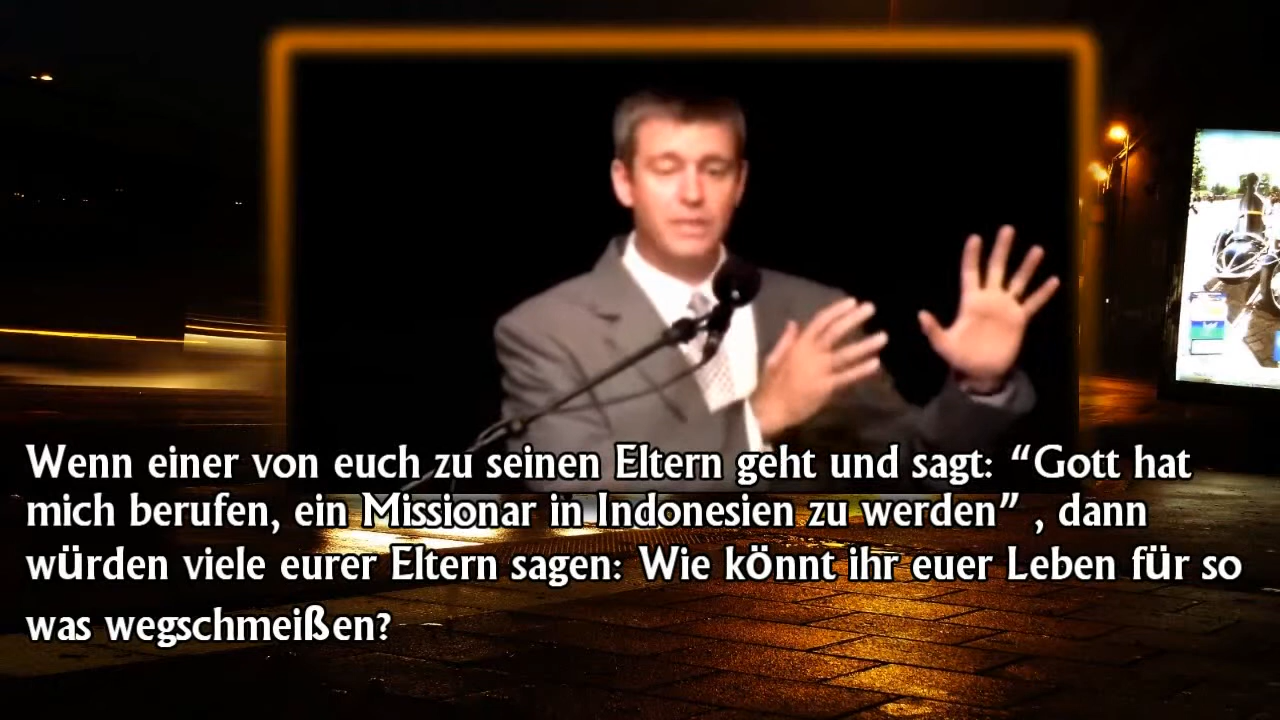 Wenn einer von euch zu seinen Eltern geht und sagt: “Gott hat
mich berufen, ein Missionar in Indonesien zu werden” , dann
würden viele eurer Eltern sagen: Wie könnt ihr euer Leben für so
was wegschmeißen?